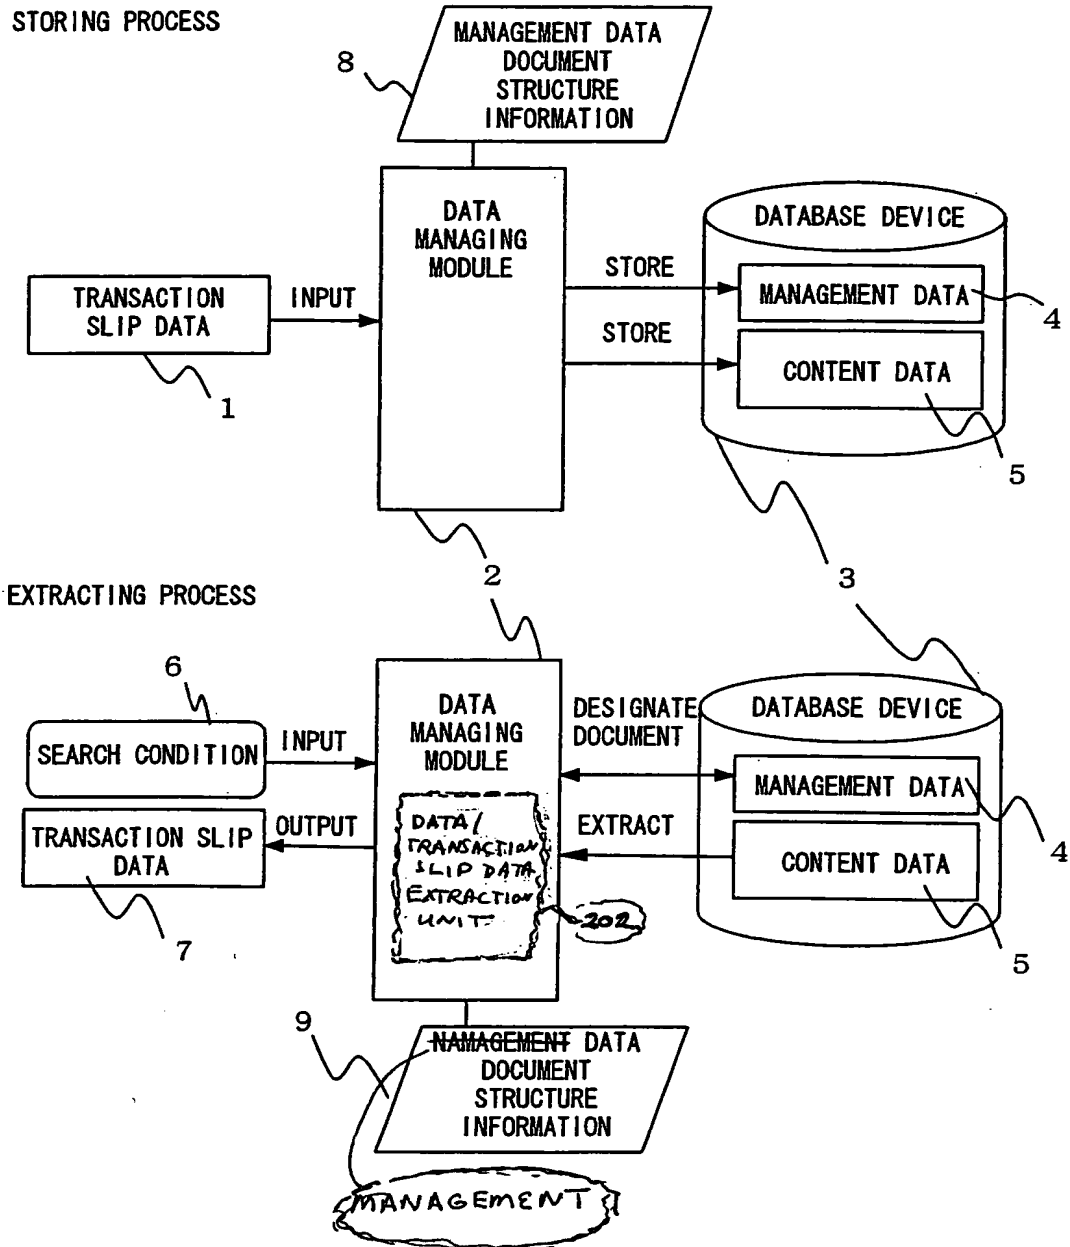 STORING PROCESS
MANAGEMENT DATA
DOCUMENT
STRUCTURE
INFORMATION
8
DATA
MANAGING
MODULE
DATABASE DEVICE
STORE
MANAGEMENT DATA
4
TRANSACTION
SLIP DATA
INPUT
STORE
CONTENT DATA
1
5
2
3
EXTRACTING PROCESS
6
DATA
MANAGING
MODULE
DESIGNATE
DOCUMENT
DATABASE DEVICE
SEARCH CONDITION
INPUT
MANAGEMENT DATA
TRANSACTION SLIP
DATA
OUTPUT
DATA/
TRANSACTION
SLIP DATA
EXTRACTION
UNIT
EXTRACT
CONTENT DATA
4
202
7
5
9
NAMAGEMENT DATA
DOCUMENT
STRUCTURE
INFORMATION
MANAGEMENT